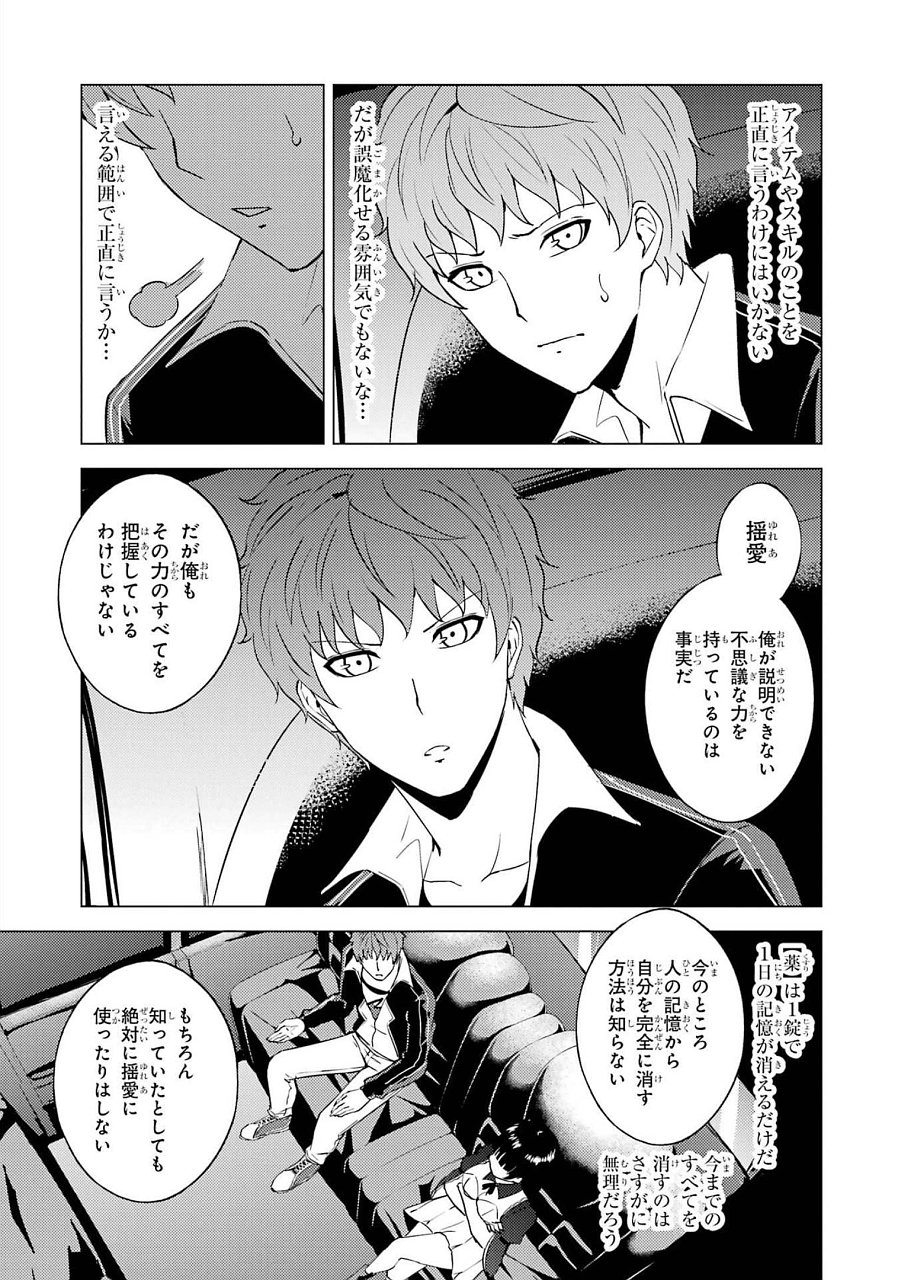 アイテムやスキルのことを
正直に言うわけにはいかない
だが誤魔化せる雰囲気でもないな…
言える範囲で正直に言うか…
揺愛
俺が説明できない
不思議な力を
持っているのは
事実だ
だが俺も
その力のすべてを
把握している
わけじゃない
【薬】は1錠で
1日の記憶が消えるだけだ
今までの
すべてを
消すのは
さすがに
無理だろう
今のところ
人の記憶から
自分を完全に消す
方法は知らない
もちろん
知っていたとしても
絶対に揺愛に
使ったりはしない